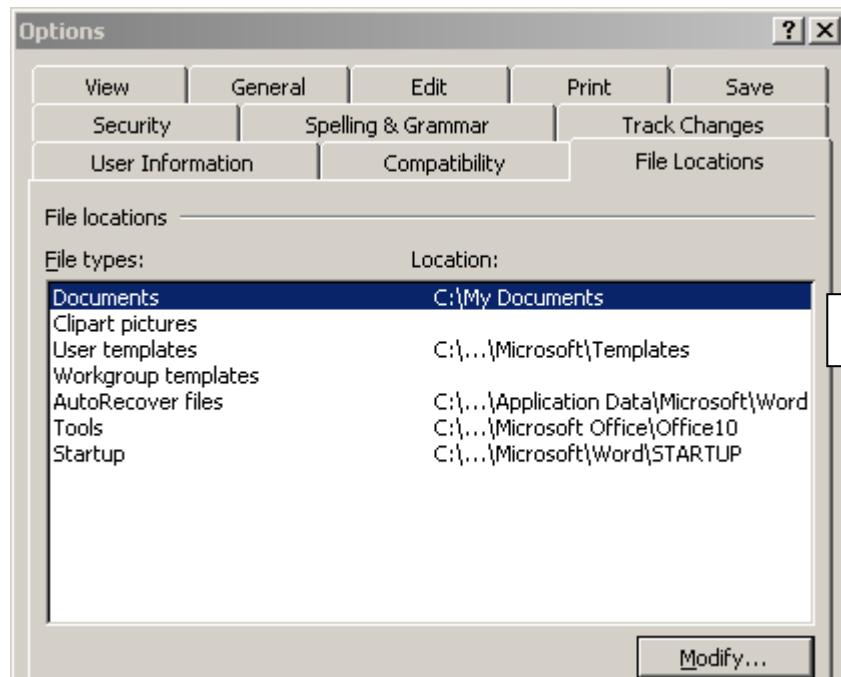 Options
View General Edit Print Save
Security Spelling & Grammar Track Changes
User Information Compatibility File Locations
File locations
File types: Location:
Documents C:\My Documents
Clipart pictures
User templates C:\...\Microsoft\Templates
Workgroup templates
AutoRecover files C:\...\Application Data\Microsoft\Word
Tools C:\...\Microsoft Office\Office10
Startup C:\...\Microsoft\Word\STARTUP
Modify...